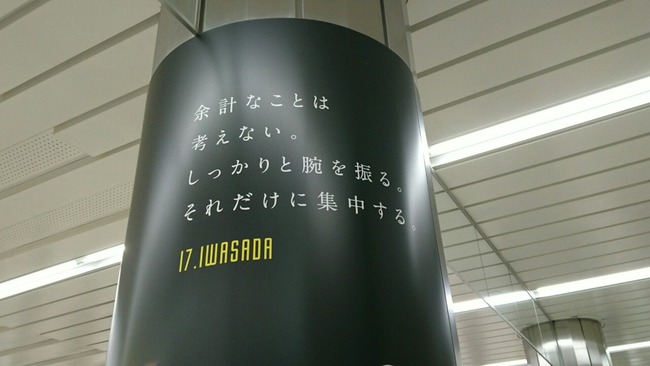 余計なことは
考えない。
しっかりと腕を振る。
それだけに集中する。
17.IWASADA